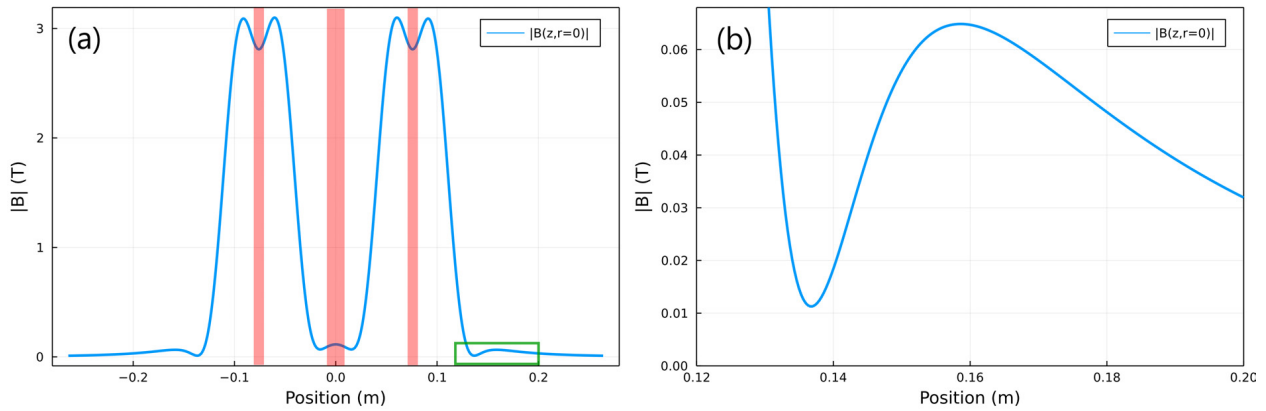 (a)
|B(z,r=0)|
3
2
1
0
|B| (T)
−0.2
−0.1
0.0
0.1
0.2
Position (m)
(b)
|B(z,r=0)|
0.06
0.05
0.04
0.03
0.02
0.01
0.00
|B| (T)
0.12
0.14
0.16
0.18
0.20
Position (m)